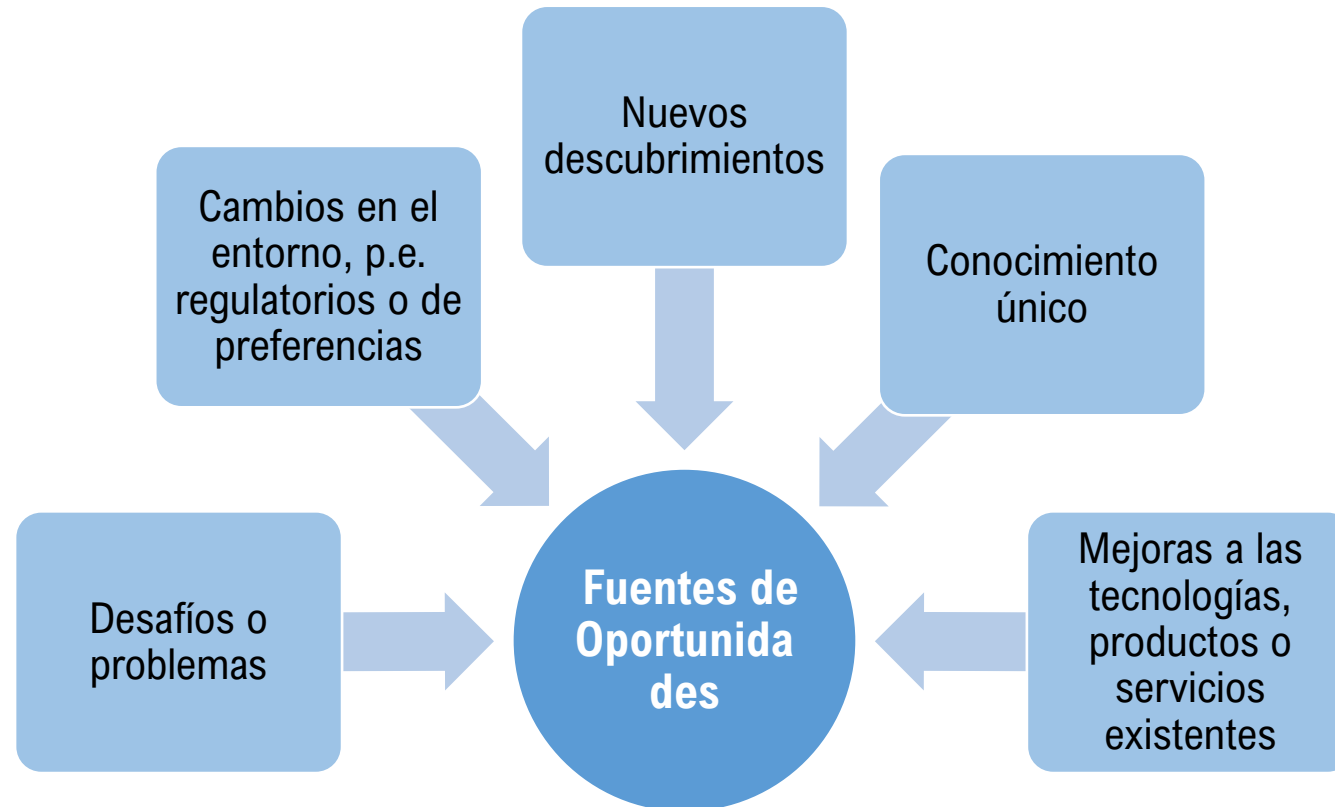 Nuevos
descubrimientos
Cambios en el
entorno, p.e.
regulatorios o de
preferencias
Conocimiento
único
Desafíos o
problemas
Fuentes de
Oportunida
des
Mejoras a las
tecnologías,
productos o
servicios
existentes